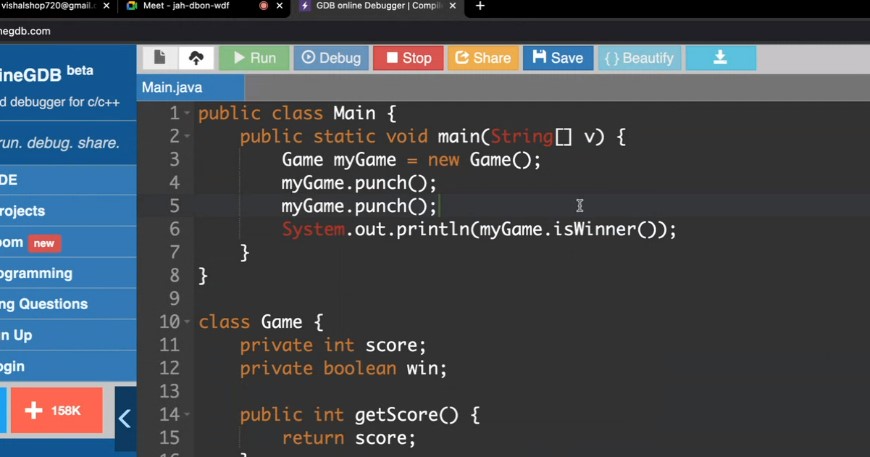 vishalshop720@gmail.
Meet - jah-dbon-wdf
GDB online Debugger | Compil
negdb.com
ineGDB beta
d debugger for c/c++
run. debug. share.
DE
rojects
oom new
ogramming
ng Questions
n Up
ogin
158K
Run
Debug
Stop
Share
Save
{ } Beautify
Main.java
1 public class Main {
2 public static void main(String[] v) {
3 Game myGame = new Game();
4 myGame.punch();
5 myGame.punch();
6 System.out.println(myGame.isWinner());
7 }
8 }
9
10 class Game {
11 private int score;
12 private boolean win;
13
14 public int getScore() {
15 return score;